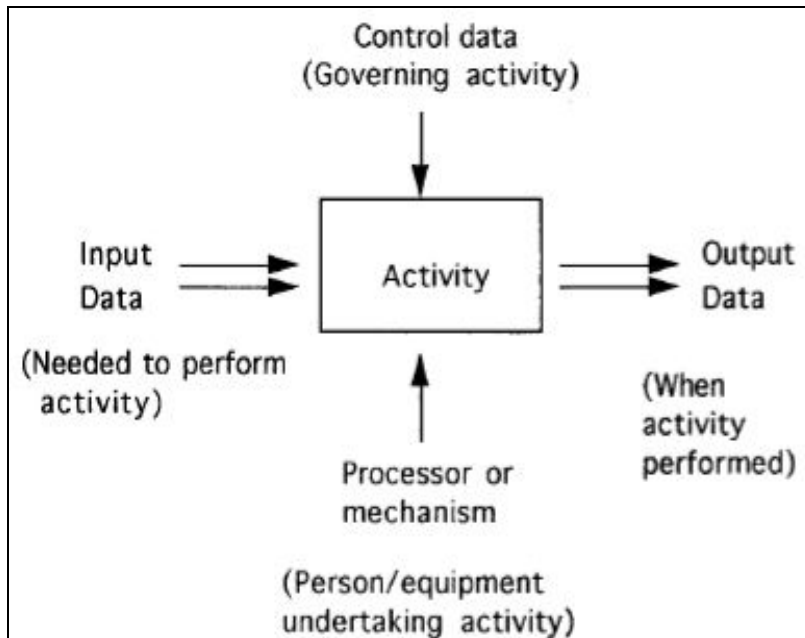 Control data
(Governing activity)
Input
Data
(Needed to perform
activity)
Activity
Output
Data
(When
activity
performed)
Processor or
mechanism
(Person/equipment
undertaking activity)